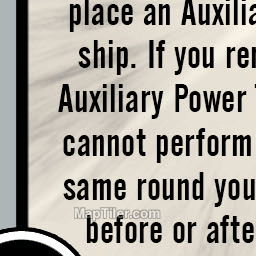 place an Auxilia
ship. If you re
Auxiliary Power
cannot perform
same round you
MapTiler.com
before or afte